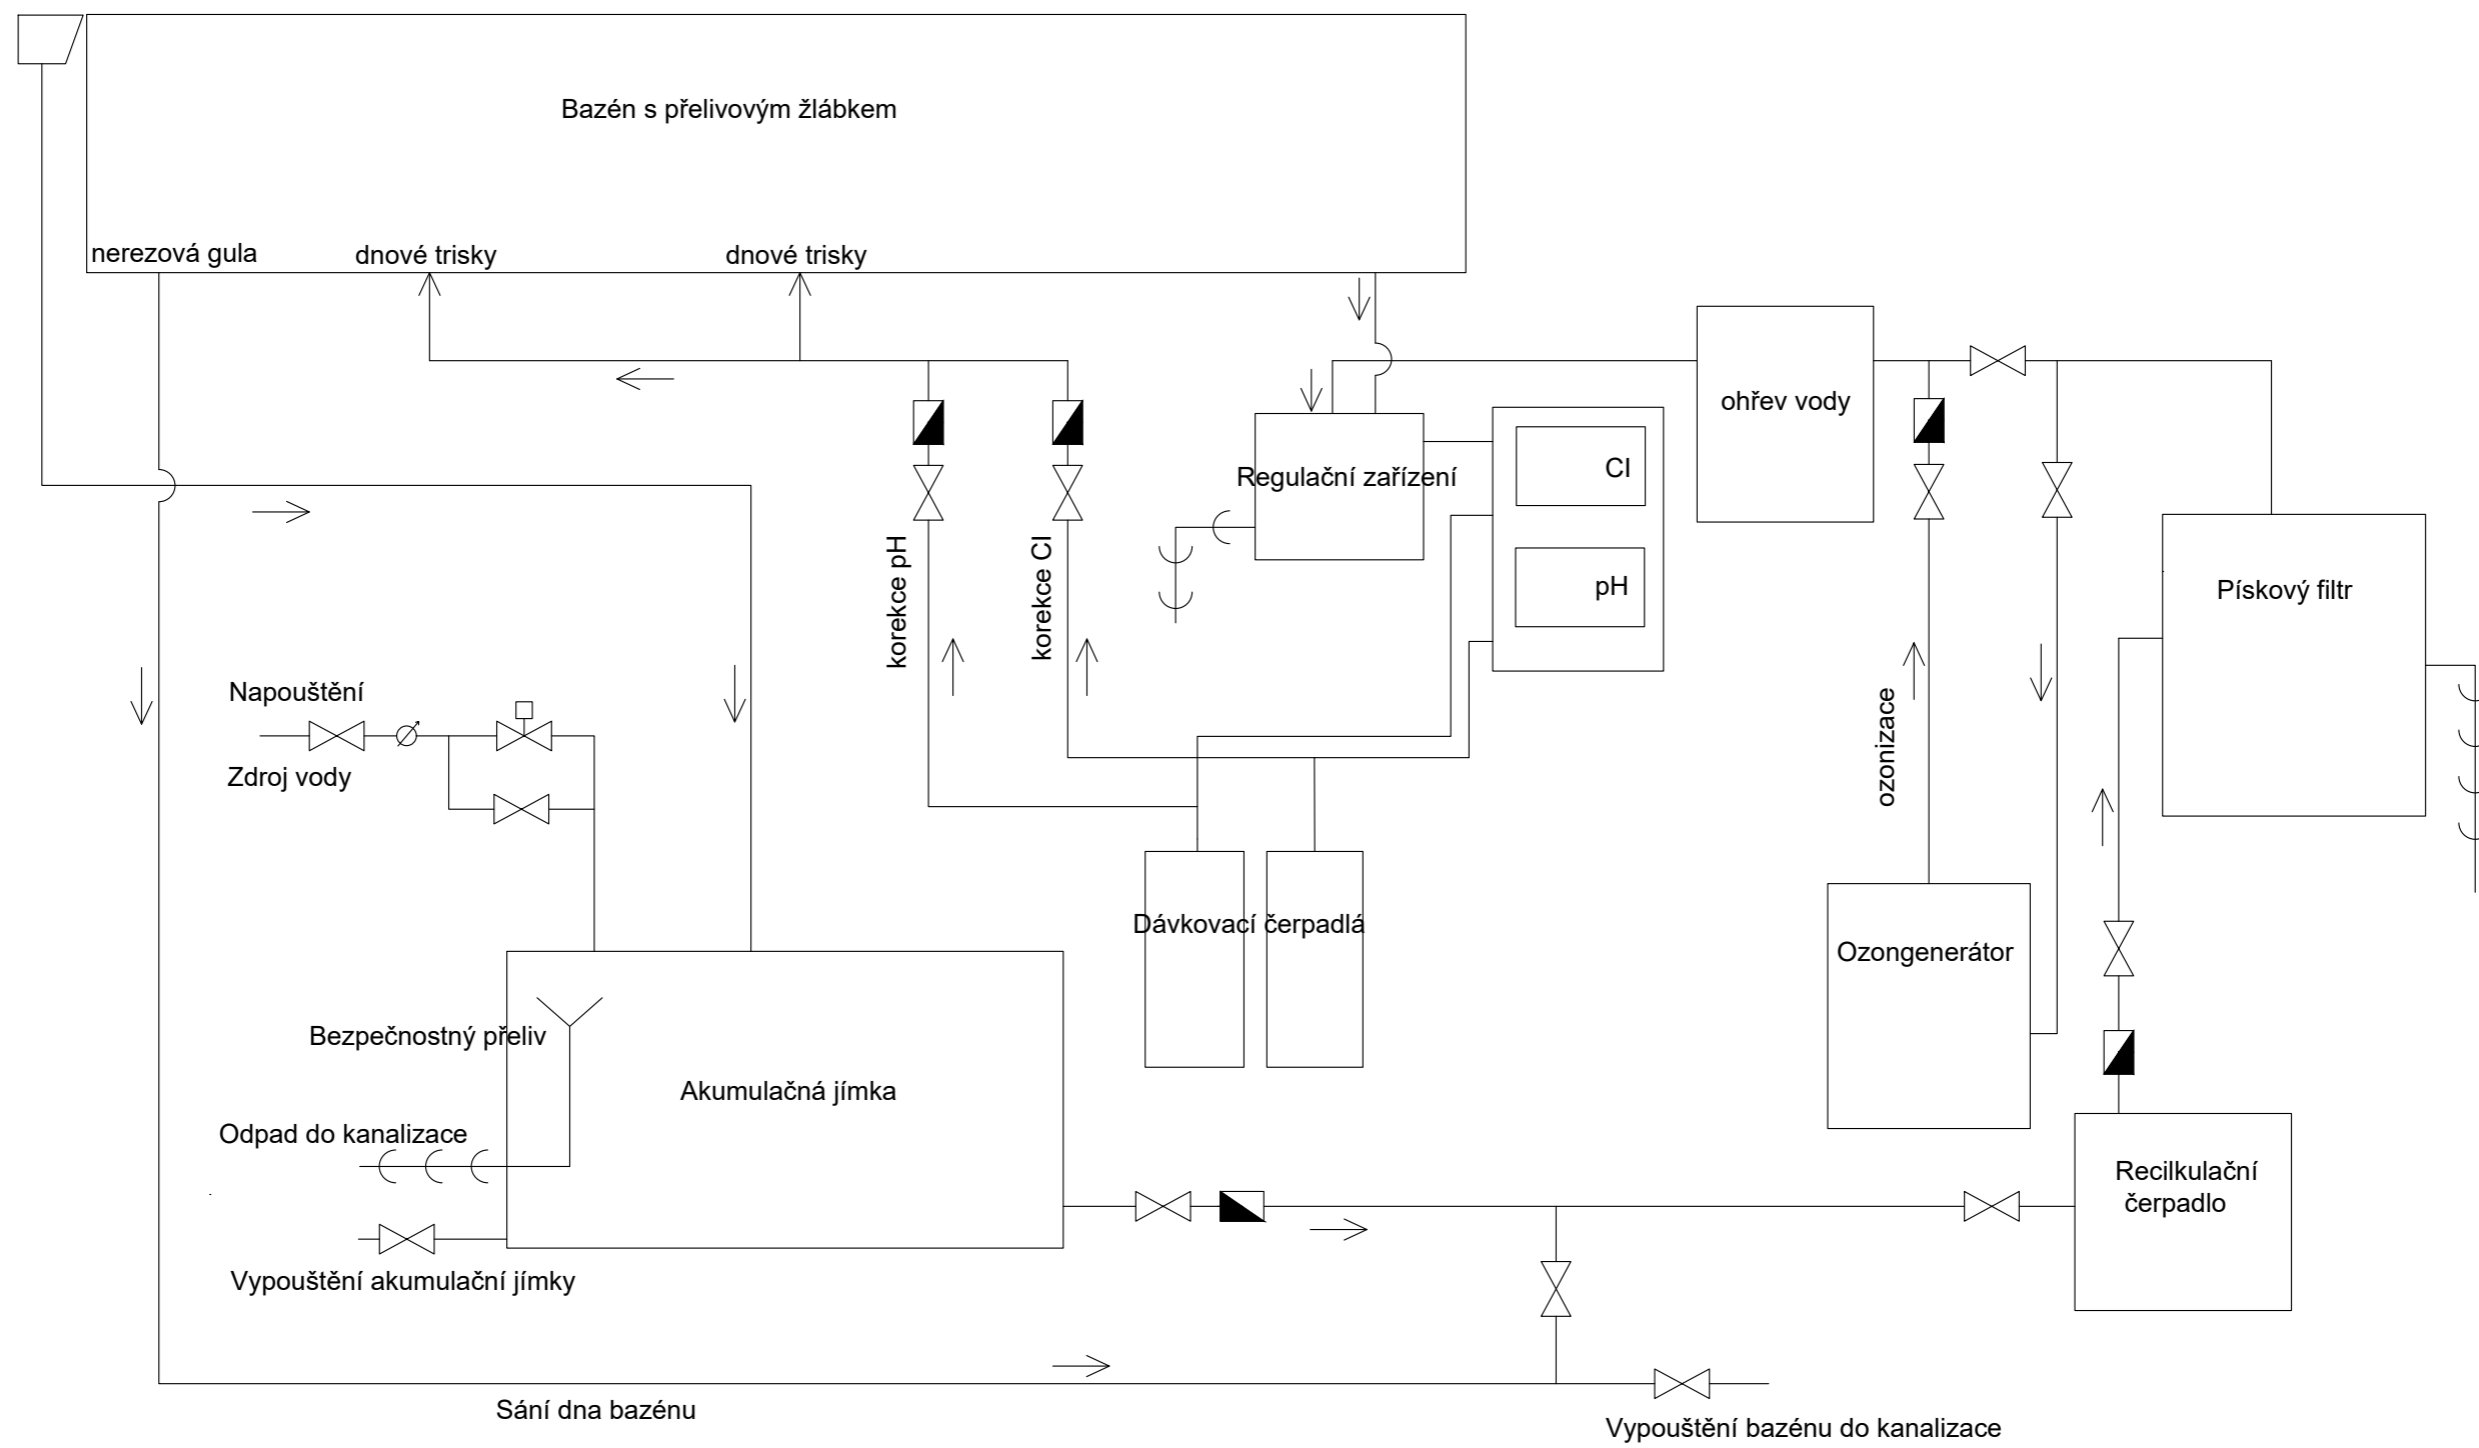 Bazén s přelivovým žlábkem
nerezová gula
dnové trisky
dnové trisky
ohřev vody
Regulační zařízení
Cl
pH
korekce pH
korekce Cl
Pískový filtr
Napouštění
Zdroj vody
ozonizace
Dávkovací čerpadlá
Ozongenerátor
Bezpečnostný přeliv
Akumulačná jímka
Odpad do kanalizace
Recilkulační
čerpadlo
Vypouštění akumulační jímky
Sání dna bazénu
Vypouštění bazénu do kanalizace